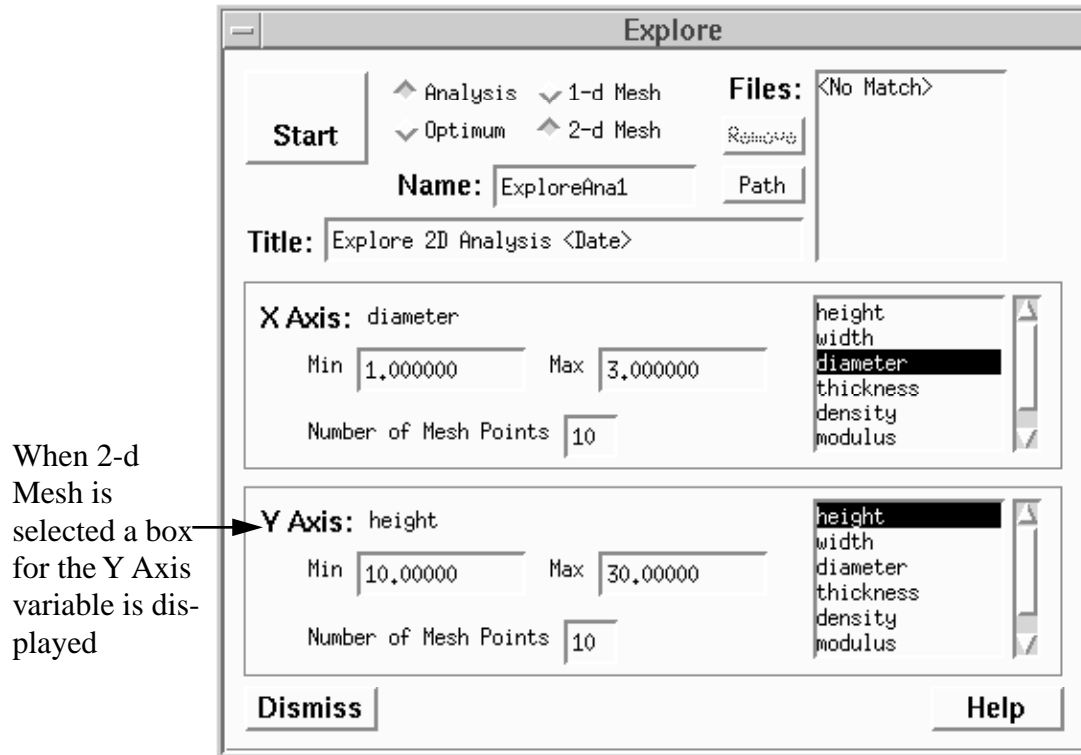 Explore
Start
Analysis 1-d Mesh
Optimum 2-d Mesh
Files:
<No Match>
Remove
Path
Name: ExploreAna1
Title: Explore 2D Analysis <Date>
X Axis: diameter
Min 1.000000 Max 3.000000
Number of Mesh Points 10
height
width
diameter
thickness
density
modulus
When 2-d
Mesh is
selected a box
for the Y Axis
variable is dis-
played
Y Axis: height
Min 10.00000 Max 30.00000
Number of Mesh Points 10
height
width
diameter
thickness
density
modulus
Dismiss
Help